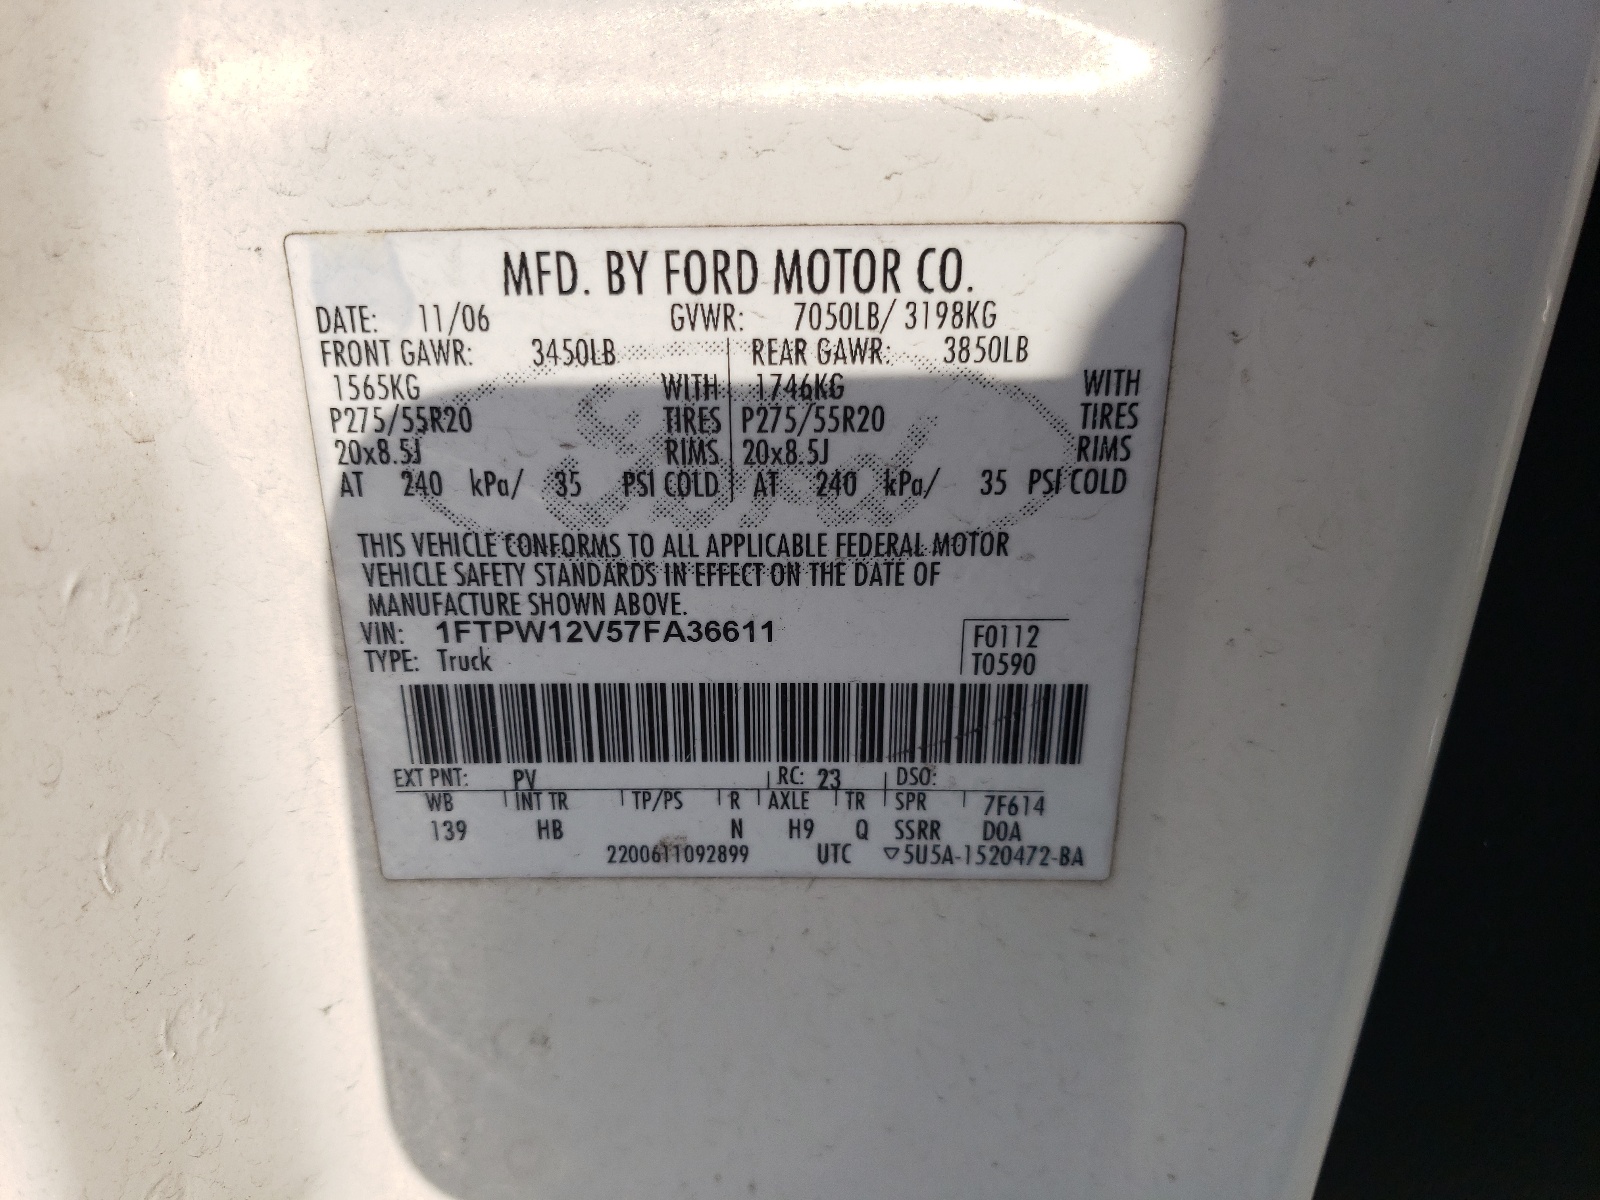 MFD. BY FORD MOTOR CO.
DATE: 11/06 GVWR: 7050LB/ 3198KG
FRONT GAWR: 3450LB REAR GAWR: 3850LB
1565KG WITH 1746KG WITH
P275/55R20 TIRES P275/55R20 TIRES
20x8.5J RIMS 20x8.5J RIMS
AT 240 kPa/ 35 PSI COLD AT 240 kPa/ 35 PSI COLD
Ford
THIS VEHICLE CONFORMS TO ALL APPLICABLE FEDERAL MOTOR
VEHICLE SAFETY STANDARDS IN EFFECT ON THE DATE OF
MANUFACTURE SHOWN ABOVE.
VIN: 1FTPW12V57FA36611 F0112
TYPE: Truck T0590
EXT PNT: PV RC: 23 DSO:
WB INT TR TP/PS R AXLE TR SPR 7F614
139 HB N H9 Q SSRR DOA
2200611092899 UTC ▽5U5A-1520472-BA